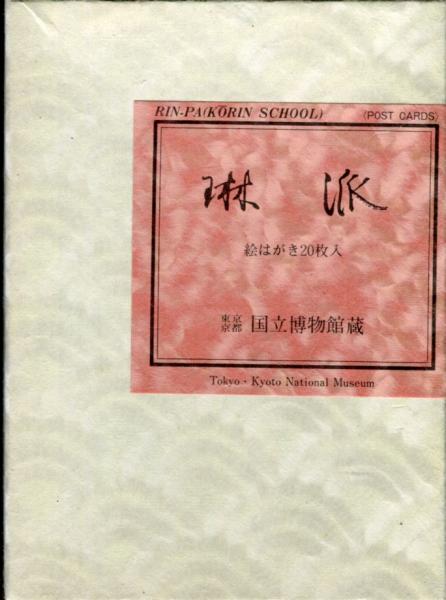 RIN-PA(KŌRIN SCHOOL) (POST CARDS)
琳派
絵はがき20枚入
東京 京都 国立博物館蔵
Tokyo・Kyoto National Museum